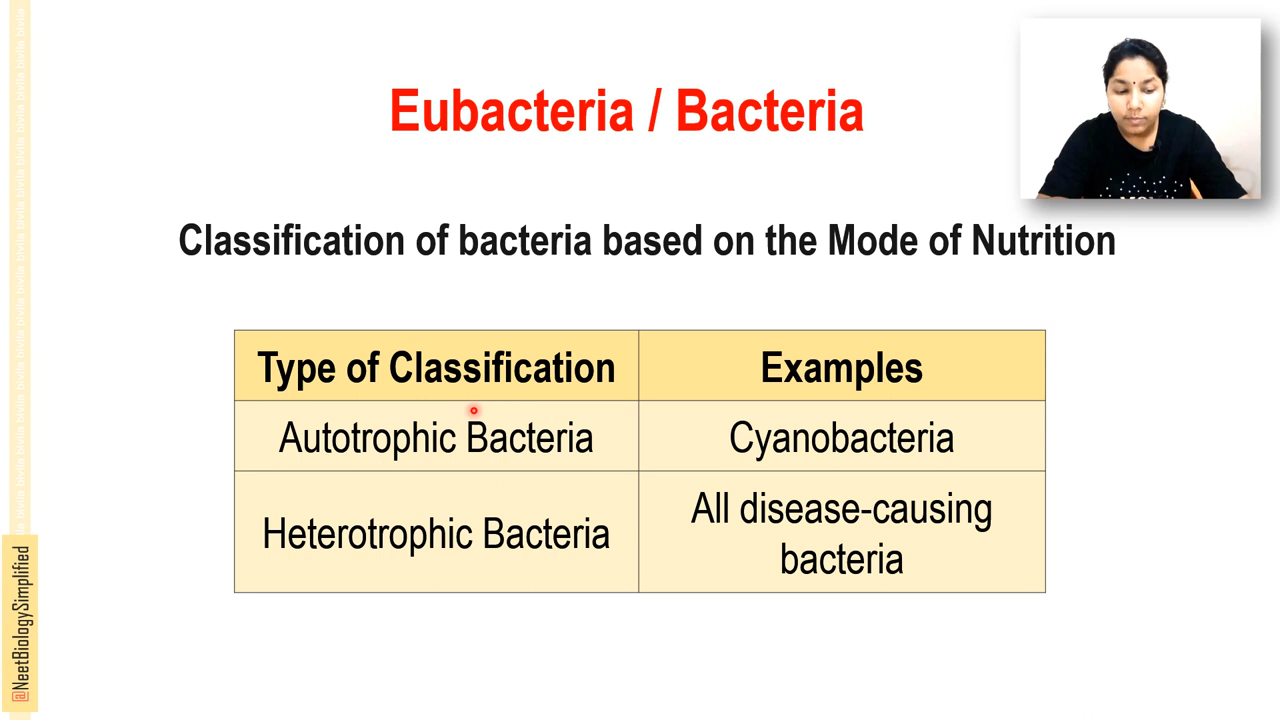 Eubacteria / Bacteria
Classification of bacteria based on the Mode of Nutrition
Type of Classification
Examples
Autotrophic Bacteria
Cyanobacteria
Heterotrophic Bacteria
All disease-causing
bacteria
@NeetBiologySimplified